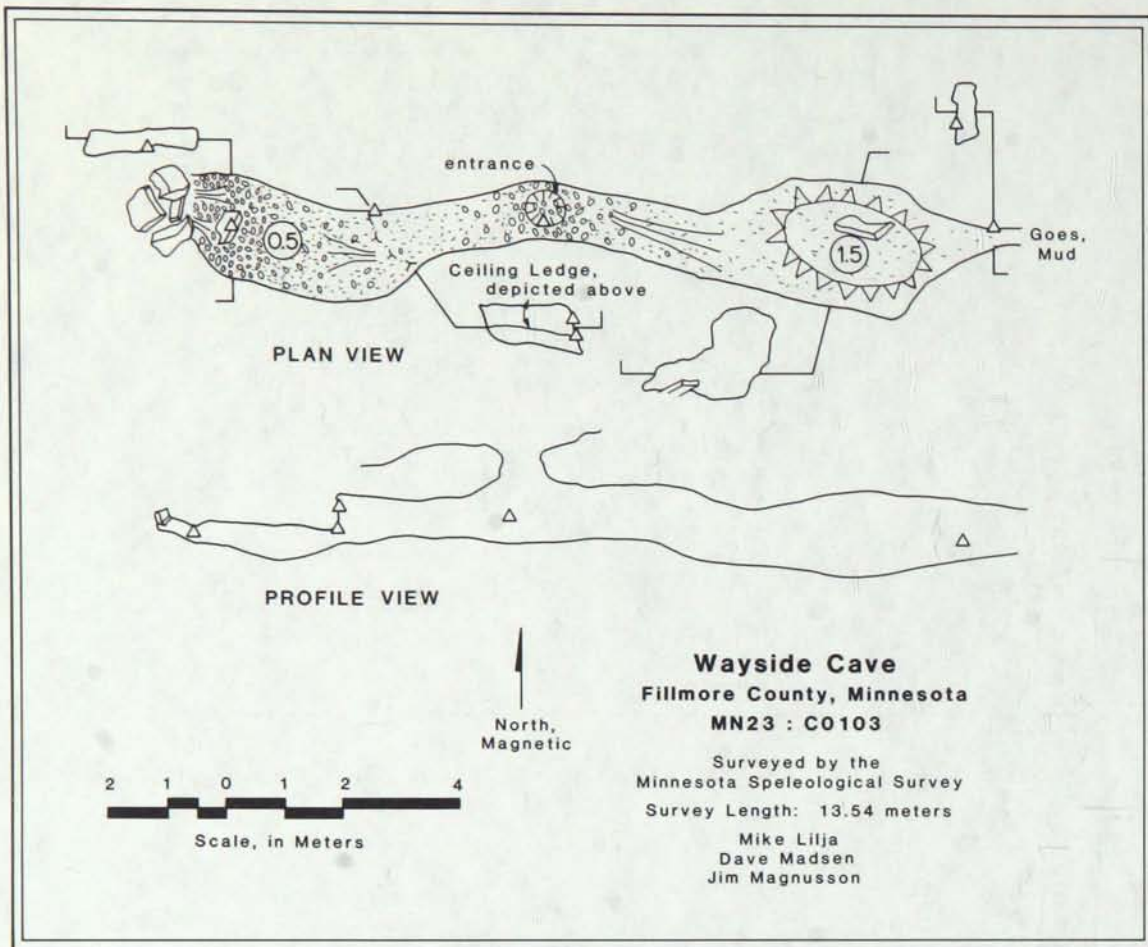 entrance
0.5
1.5
Goes,
Mud
Ceiling Ledge,
depicted above
PLAN VIEW
PROFILE VIEW
North,
Magnetic
Wayside Cave
Fillmore County, Minnesota
MN23 : CO103
Surveyed by the
Minnesota Speleological Survey
Survey Length: 13.54 meters
Mike Lilja
Dave Madsen
Jim Magnusson
2 1 0 1 2 4
Scale, in Meters